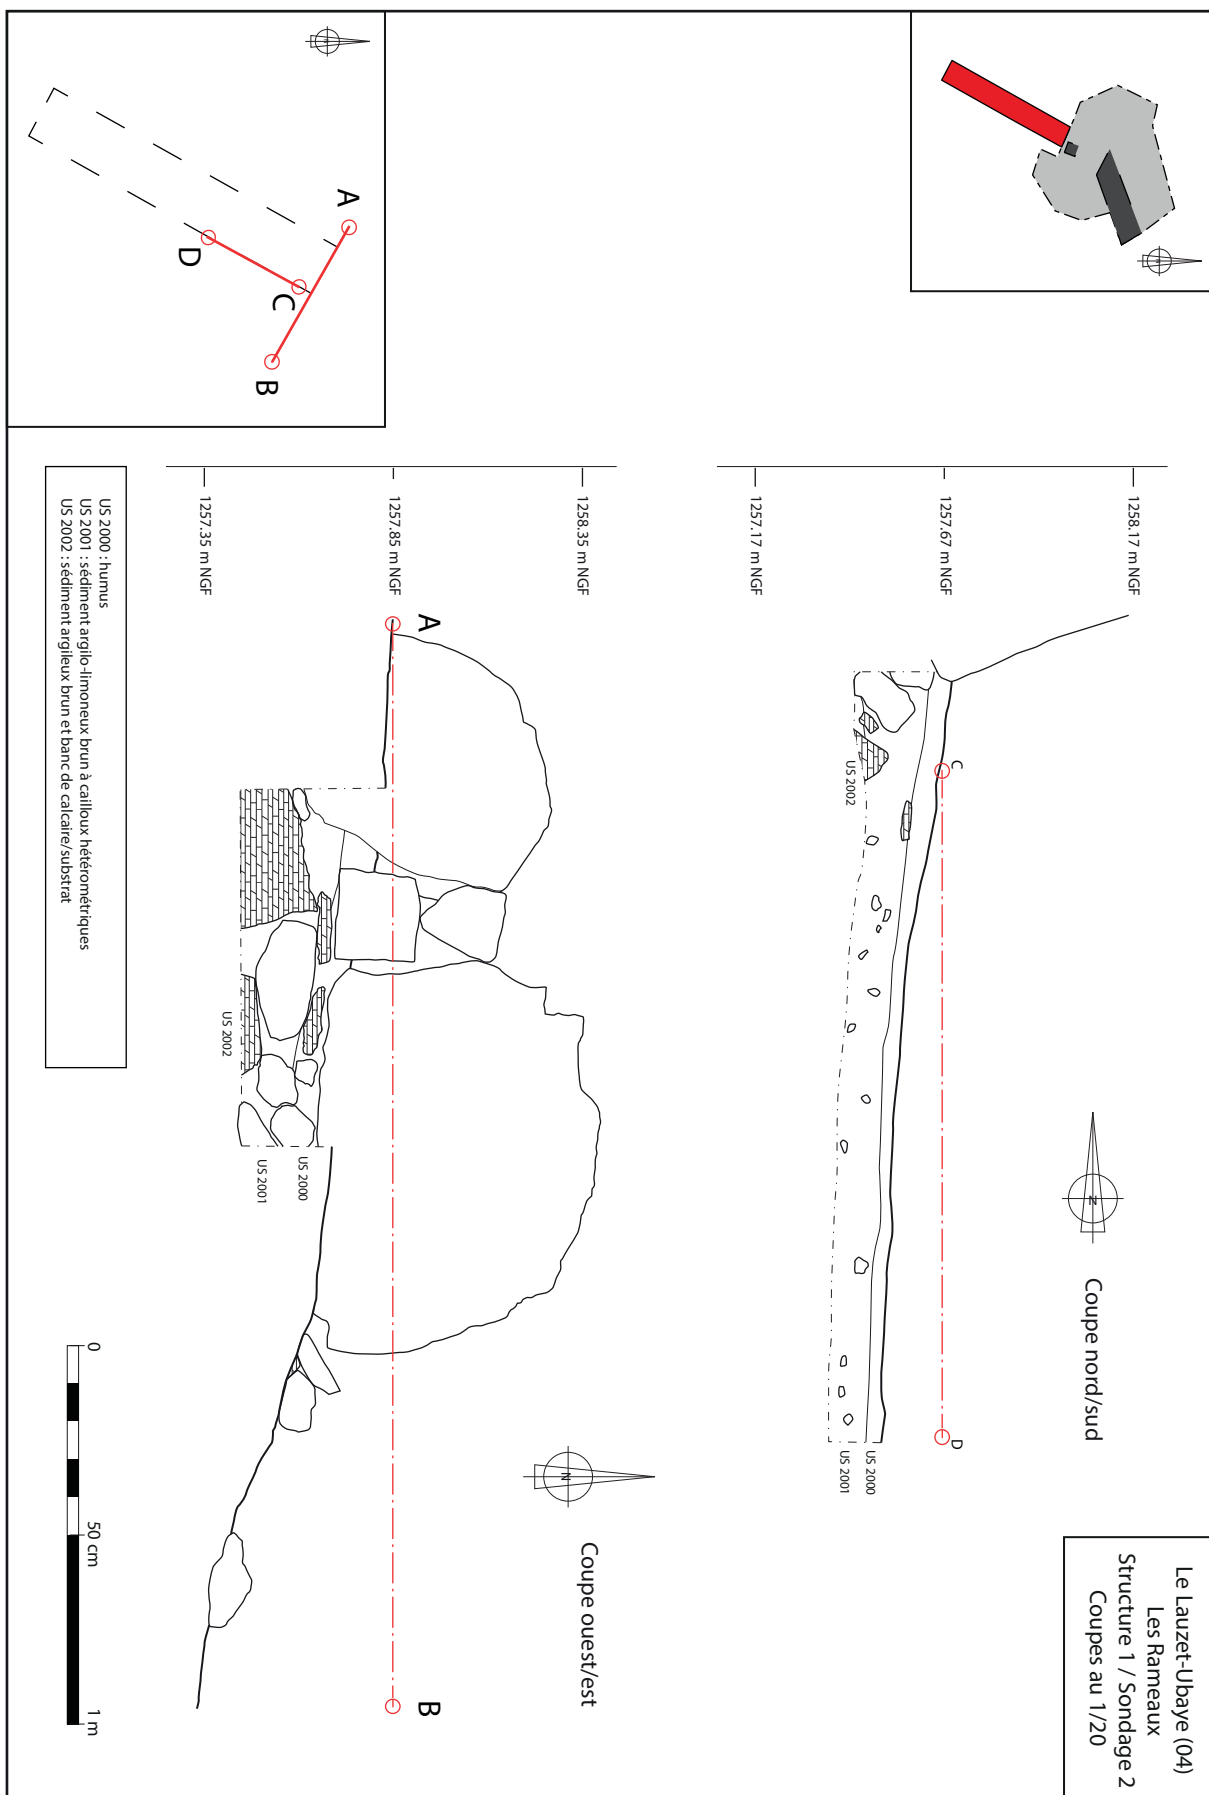 Le Lauzet-Ubaye (04)
Les Rameaux
Structure 1 / Sondage 2
Coupes au 1/20
1258.17 m NGF
1257.67 m NGF
1257.17 m NGF
C
D
US 2002
US 2000
US 2001
N
Coupe nord/sud
1258.35 m NGF
1257.85 m NGF
1257.35 m NGF
A
B
US 2002
US 2000
US 2001
N
Coupe ouest/est
A
D
C
B
US 2000 : humus
US 2001 : sédiment argilo-limoneux brun à cailloux hétérométriques
US 2002 : sédiment argileux brun et banc de calcaire/substrat
0
50 cm
1 m